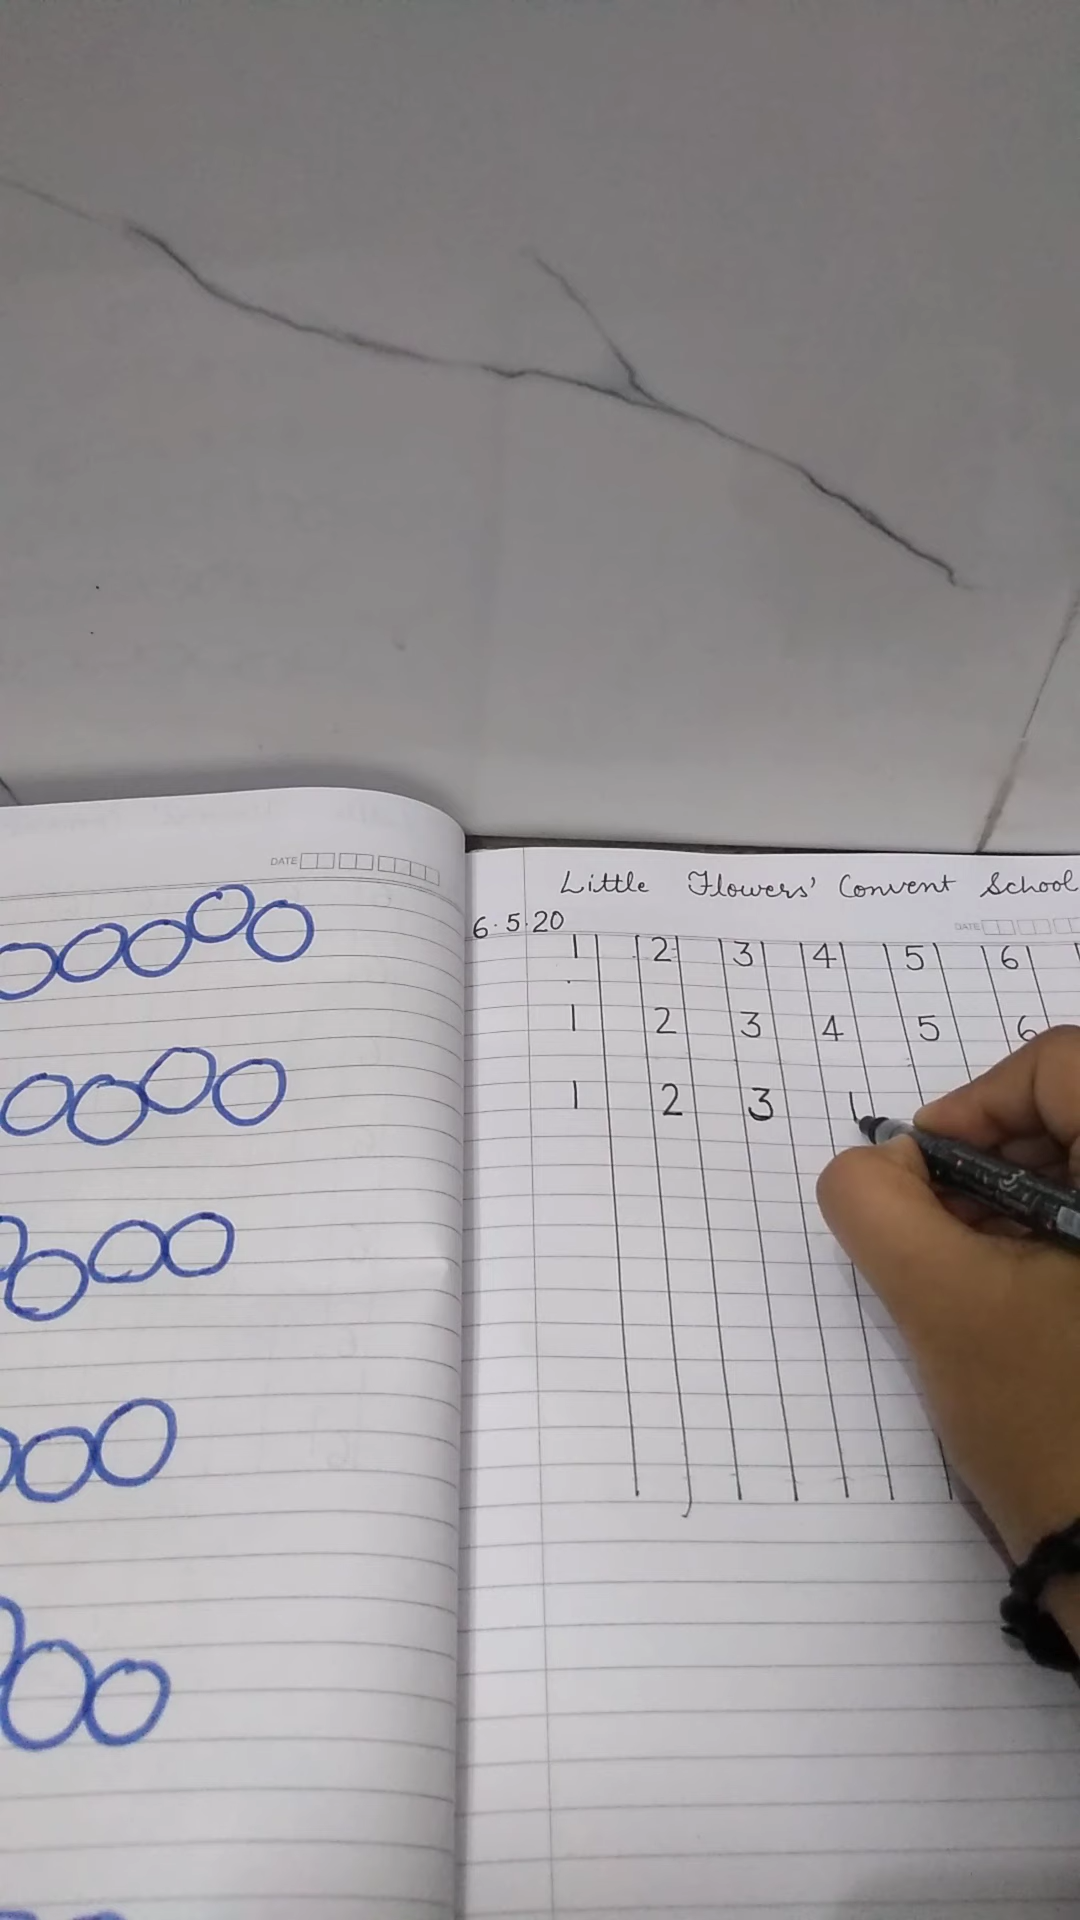 DATE
Little Flowers' Convent School
6.5.20
DATE
1 2 3 4 5 6
1 2 3 4 5 6
1 2 3